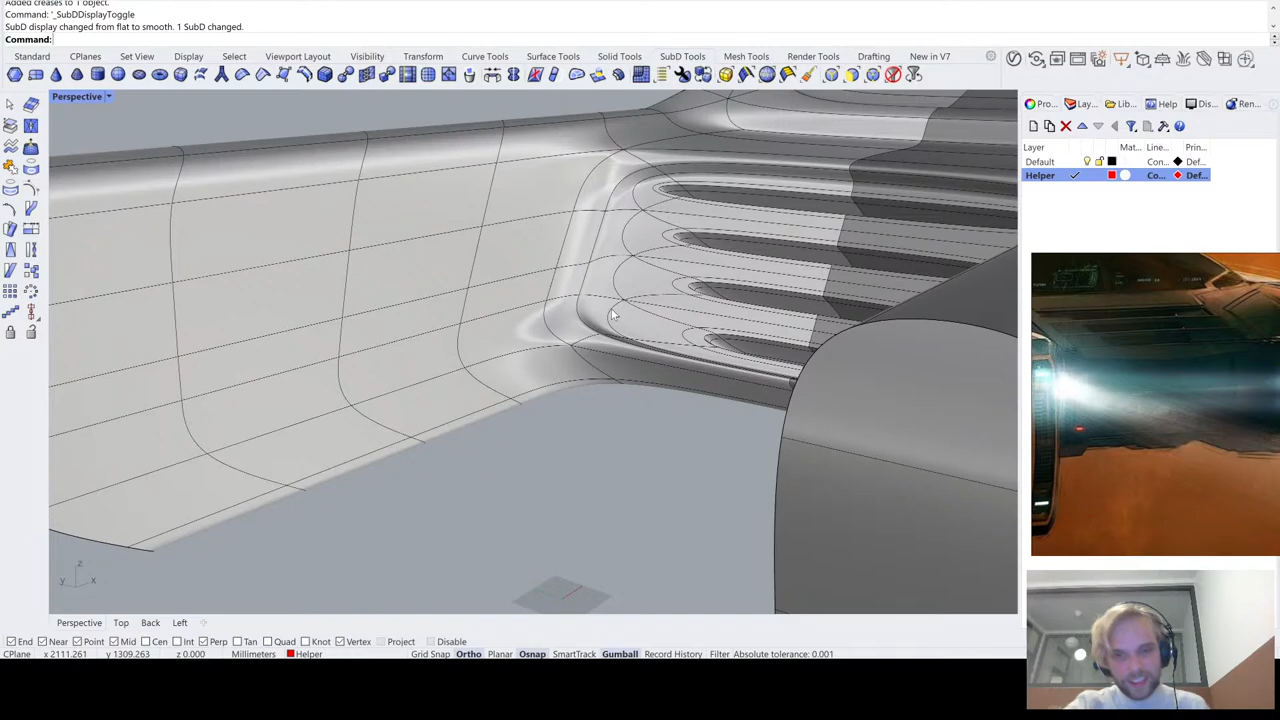 Added creases to 1 object.
Command: '_SubDDisplayToggle
SubD display changed from flat to smooth. 1 SubD changed.
Command:
Standard CPlanes Set View Display Select Viewport Layout Visibility Transform Curve Tools Surface Tools Solid Tools SubD Tools Mesh Tools Render Tools Drafting New in V7
Perspective
Pro... Lay... Lib... Help Dis... Ren...
Layer Mat... Line... Prin...
Default Con... Def...
Helper Co... Def...
z
y x
Perspective Top Back Left
End Near Point Mid Cen Int Perp Tan Quad Knot Vertex Project Disable
CPlane x 2111.261 y 1309.263 z 0.000 Millimeters Helper Grid Snap Ortho Planar Osnap SmartTrack Gumball Record History Filter Absolute tolerance: 0.001